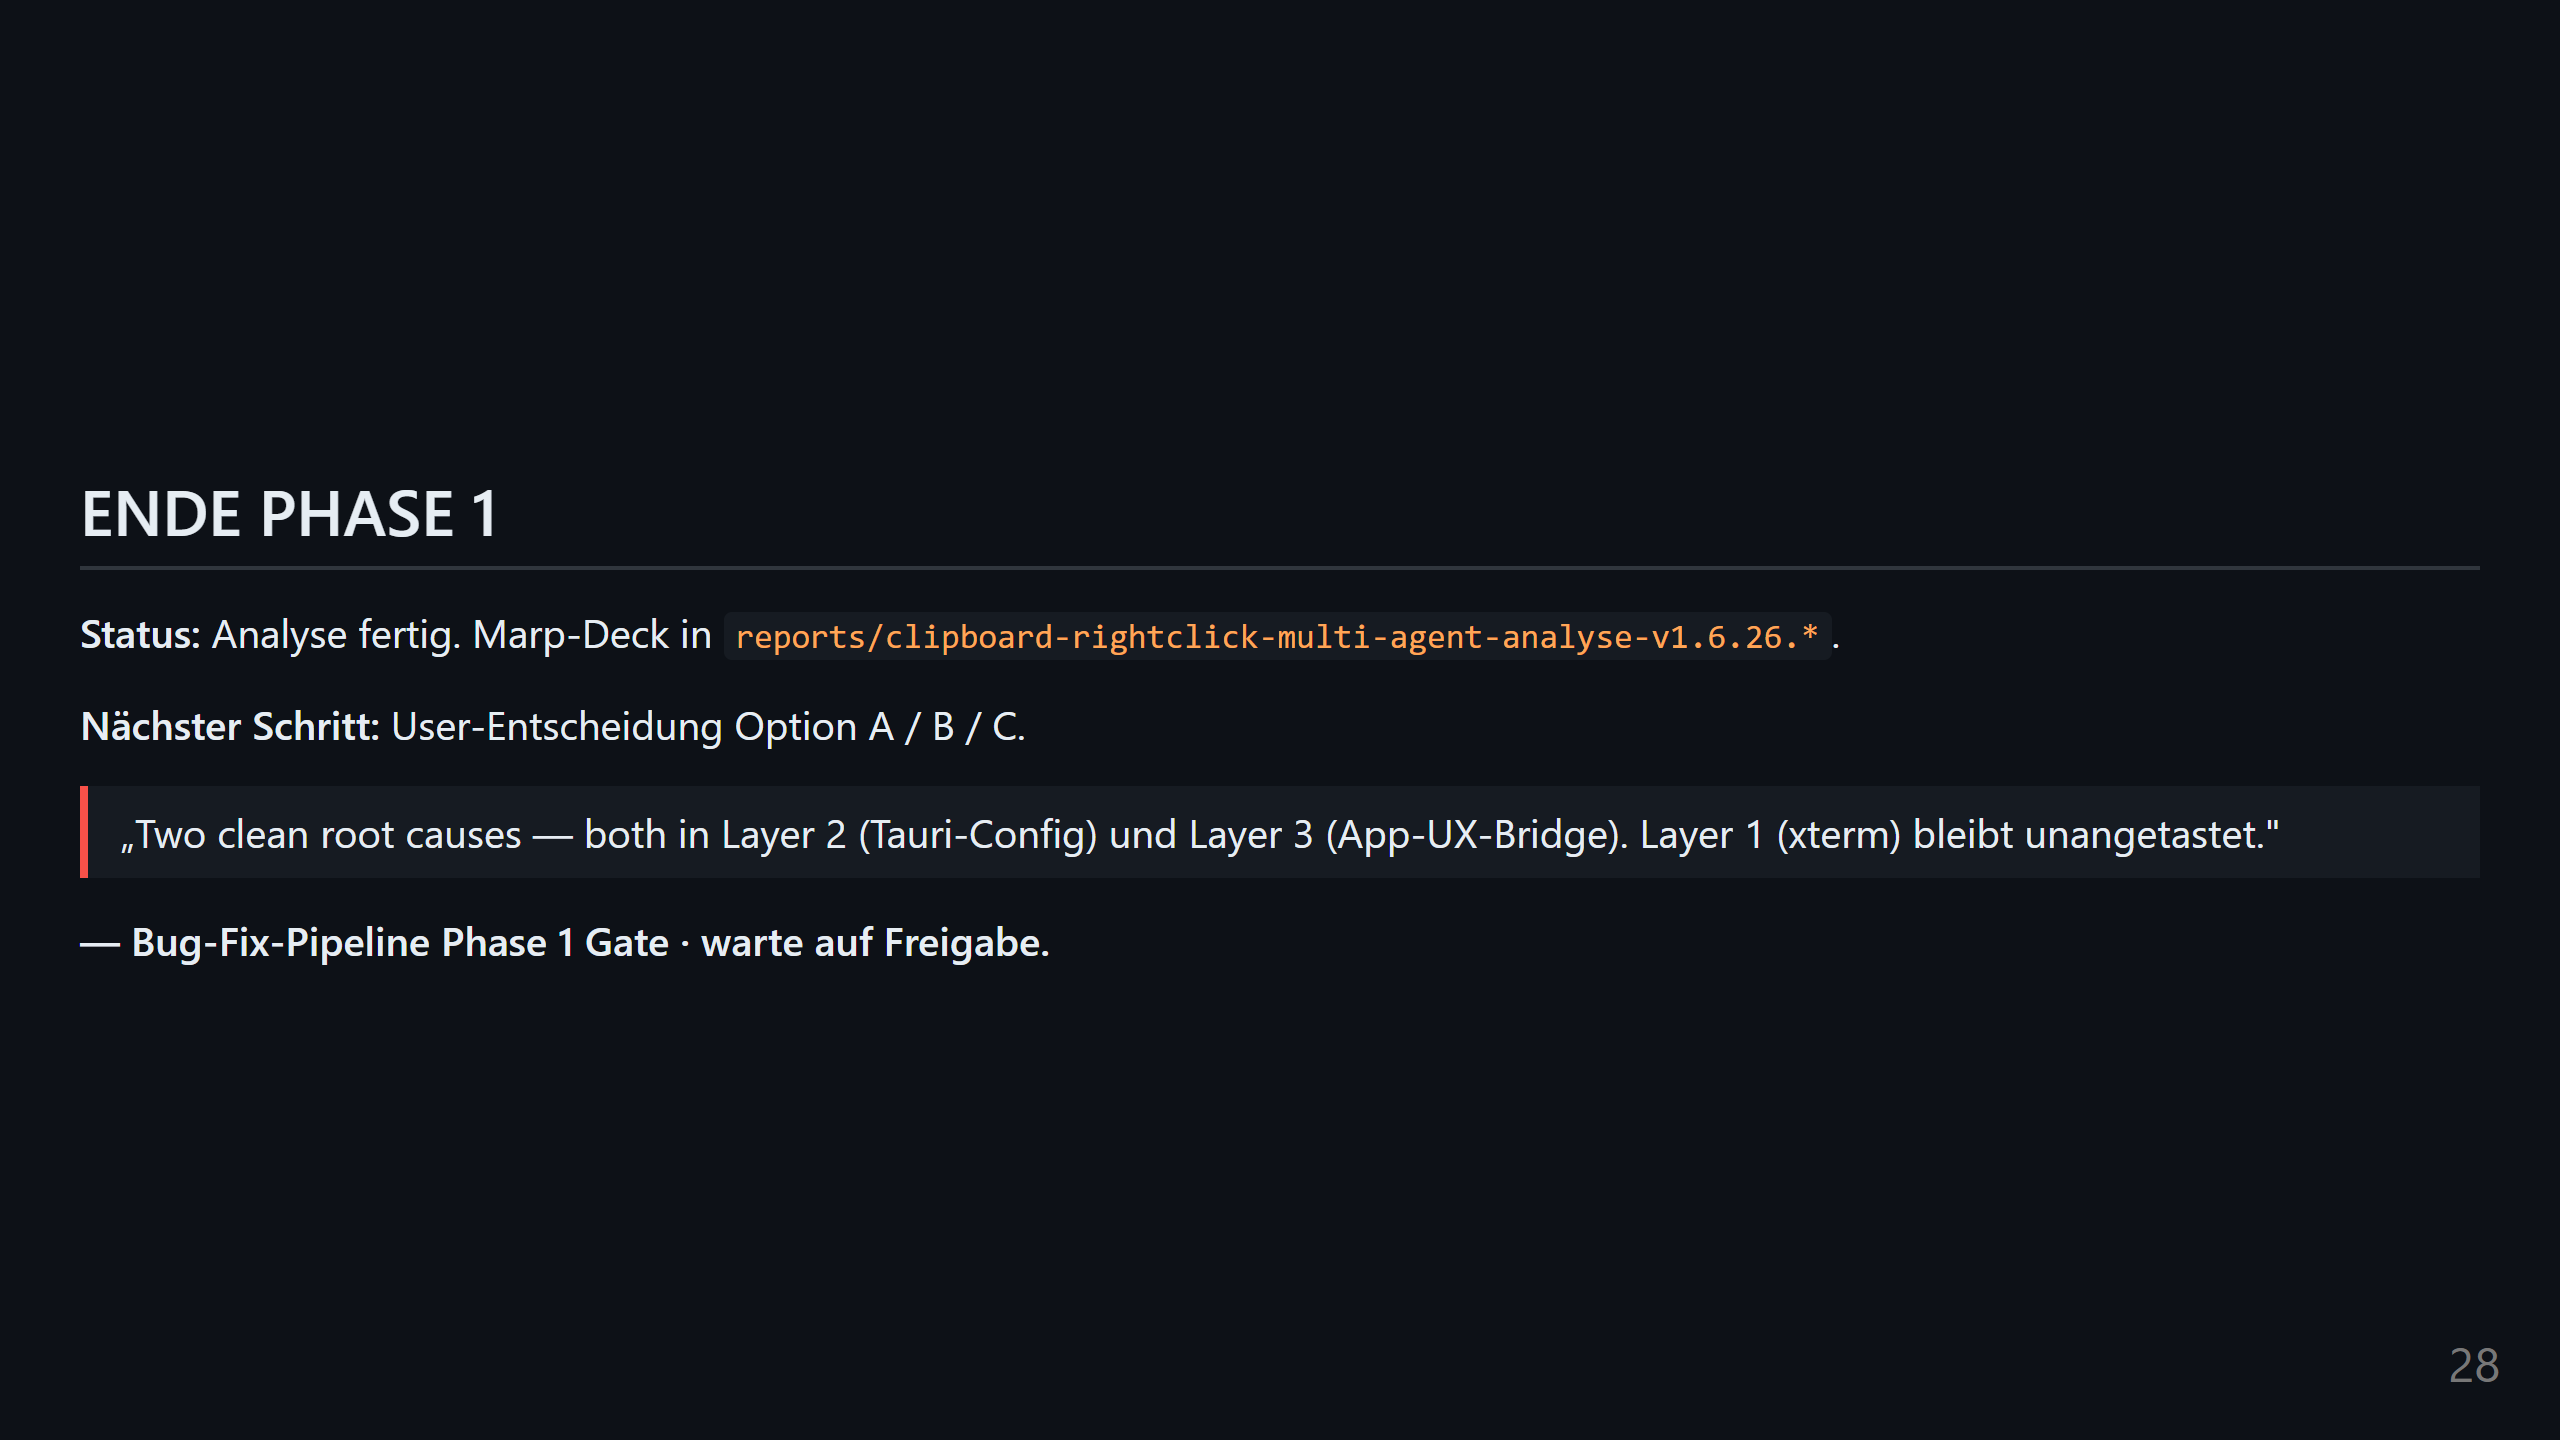 ENDE PHASE 1
Status: Analyse fertig. Marp-Deck in reports/clipboard-rightclick-multi-agent-analyse-v1.6.26.* .
Nächster Schritt: User-Entscheidung Option A / B / C.
„Two clean root causes — both in Layer 2 (Tauri-Config) und Layer 3 (App-UX-Bridge). Layer 1 (xterm) bleibt unangetastet."
— Bug-Fix-Pipeline Phase 1 Gate · warte auf Freigabe.
28